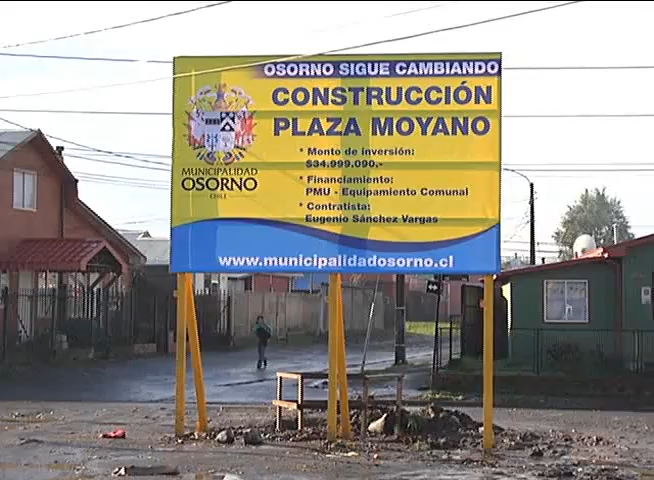 OSORNO SIGUE CAMBIANDO
CONSTRUCCIÓN
PLAZA MOYANO
* Monto de inversión:
$34.999.090.-
* Financiamiento:
PMU - Equipamiento Comunal
* Contratista:
Eugenio Sánchez Vargas
MUNICIPALIDAD
OSORNO
CHILE
www.municipalidadosorno.cl